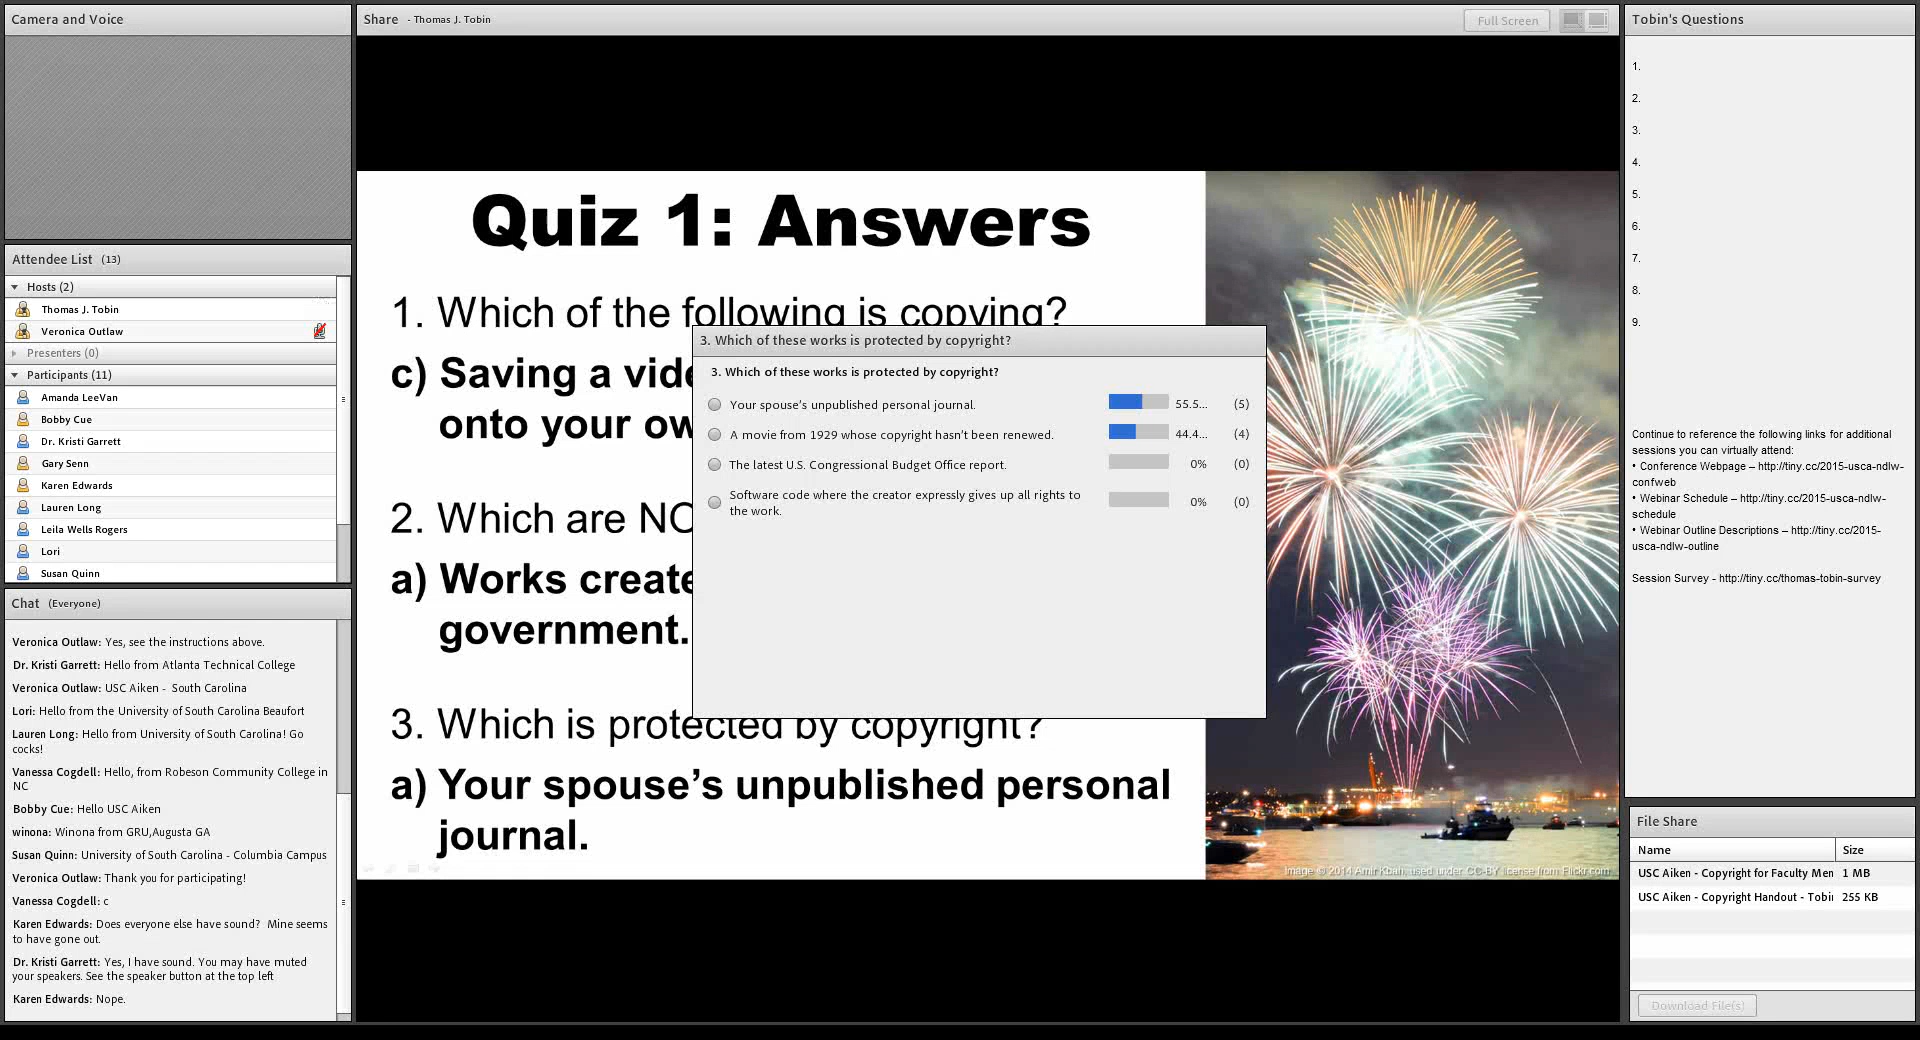 Camera and Voice
Attendee List (13)
Hosts (2)
Thomas J. Tobin
Veronica Outlaw
Presenters (0)
Participants (11)
Amanda LeeVan
Bobby Cue
Dr. Kristi Garrett
Gary Senn
Karen Edwards
Lauren Long
Leila Wells Rogers
Lori
Susan Quinn
Chat (Everyone)
Veronica Outlaw: Yes, see the instructions above.
Dr. Kristi Garrett: Hello from Atlanta Technical College
Veronica Outlaw: USC Aiken - South Carolina
Lori: Hello from the University of South Carolina Beaufort
Lauren Long: Hello from University of South Carolina! Go
cocks!
Vanessa Cogdell: Hello, from Robeson Community College in
NC
Bobby Cue: Hello USC Aiken
winona: Winona from GRU,Augusta GA
Susan Quinn: University of South Carolina - Columbia Campus
Veronica Outlaw: Thank you for participating!
Vanessa Cogdell: c
Karen Edwards: Does everyone else have sound? Mine seems
to have gone out.
Dr. Kristi Garrett: Yes, I have sound. You may have muted
your speakers. See the speaker button at the top left
Karen Edwards: Nope.
Share - Thomas J. Tobin
Full Screen
Quiz 1: Answers
1. Which of the following is copying?
c) Saving a vide
onto your ow
2. Which are NO
a) Works create
government.
3. Which is protected by copyright?
a) Your spouse's unpublished personal
journal.
3. Which of these works is protected by copyright?
3. Which of these works is protected by copyright?
Your spouse's unpublished personal journal. 55.5... (5)
A movie from 1929 whose copyright hasn't been renewed. 44.4... (4)
The latest U.S. Congressional Budget Office report. 0% (0)
Software code where the creator expressly gives up all rights to
the work. 0% (0)
Image © 2014 Amir Kuan, used under CC-BY license from Flickr.com
Tobin's Questions
1.
2.
3.
4.
5.
6.
7.
8.
9.
Continue to reference the following links for additional
sessions you can virtually attend:
• Conference Webpage – http://tiny.cc/2015-usca-ndlw-
confweb
• Webinar Schedule – http://tiny.cc/2015-usca-ndlw-
schedule
• Webinar Outline Descriptions – http://tiny.cc/2015-
usca-ndlw-outline
Session Survey - http://tiny.cc/thomas-tobin-survey
File Share
Name Size
USC Aiken - Copyright for Faculty Men 1 MB
USC Aiken - Copyright Handout - Tobin 255 KB
Download File(s)